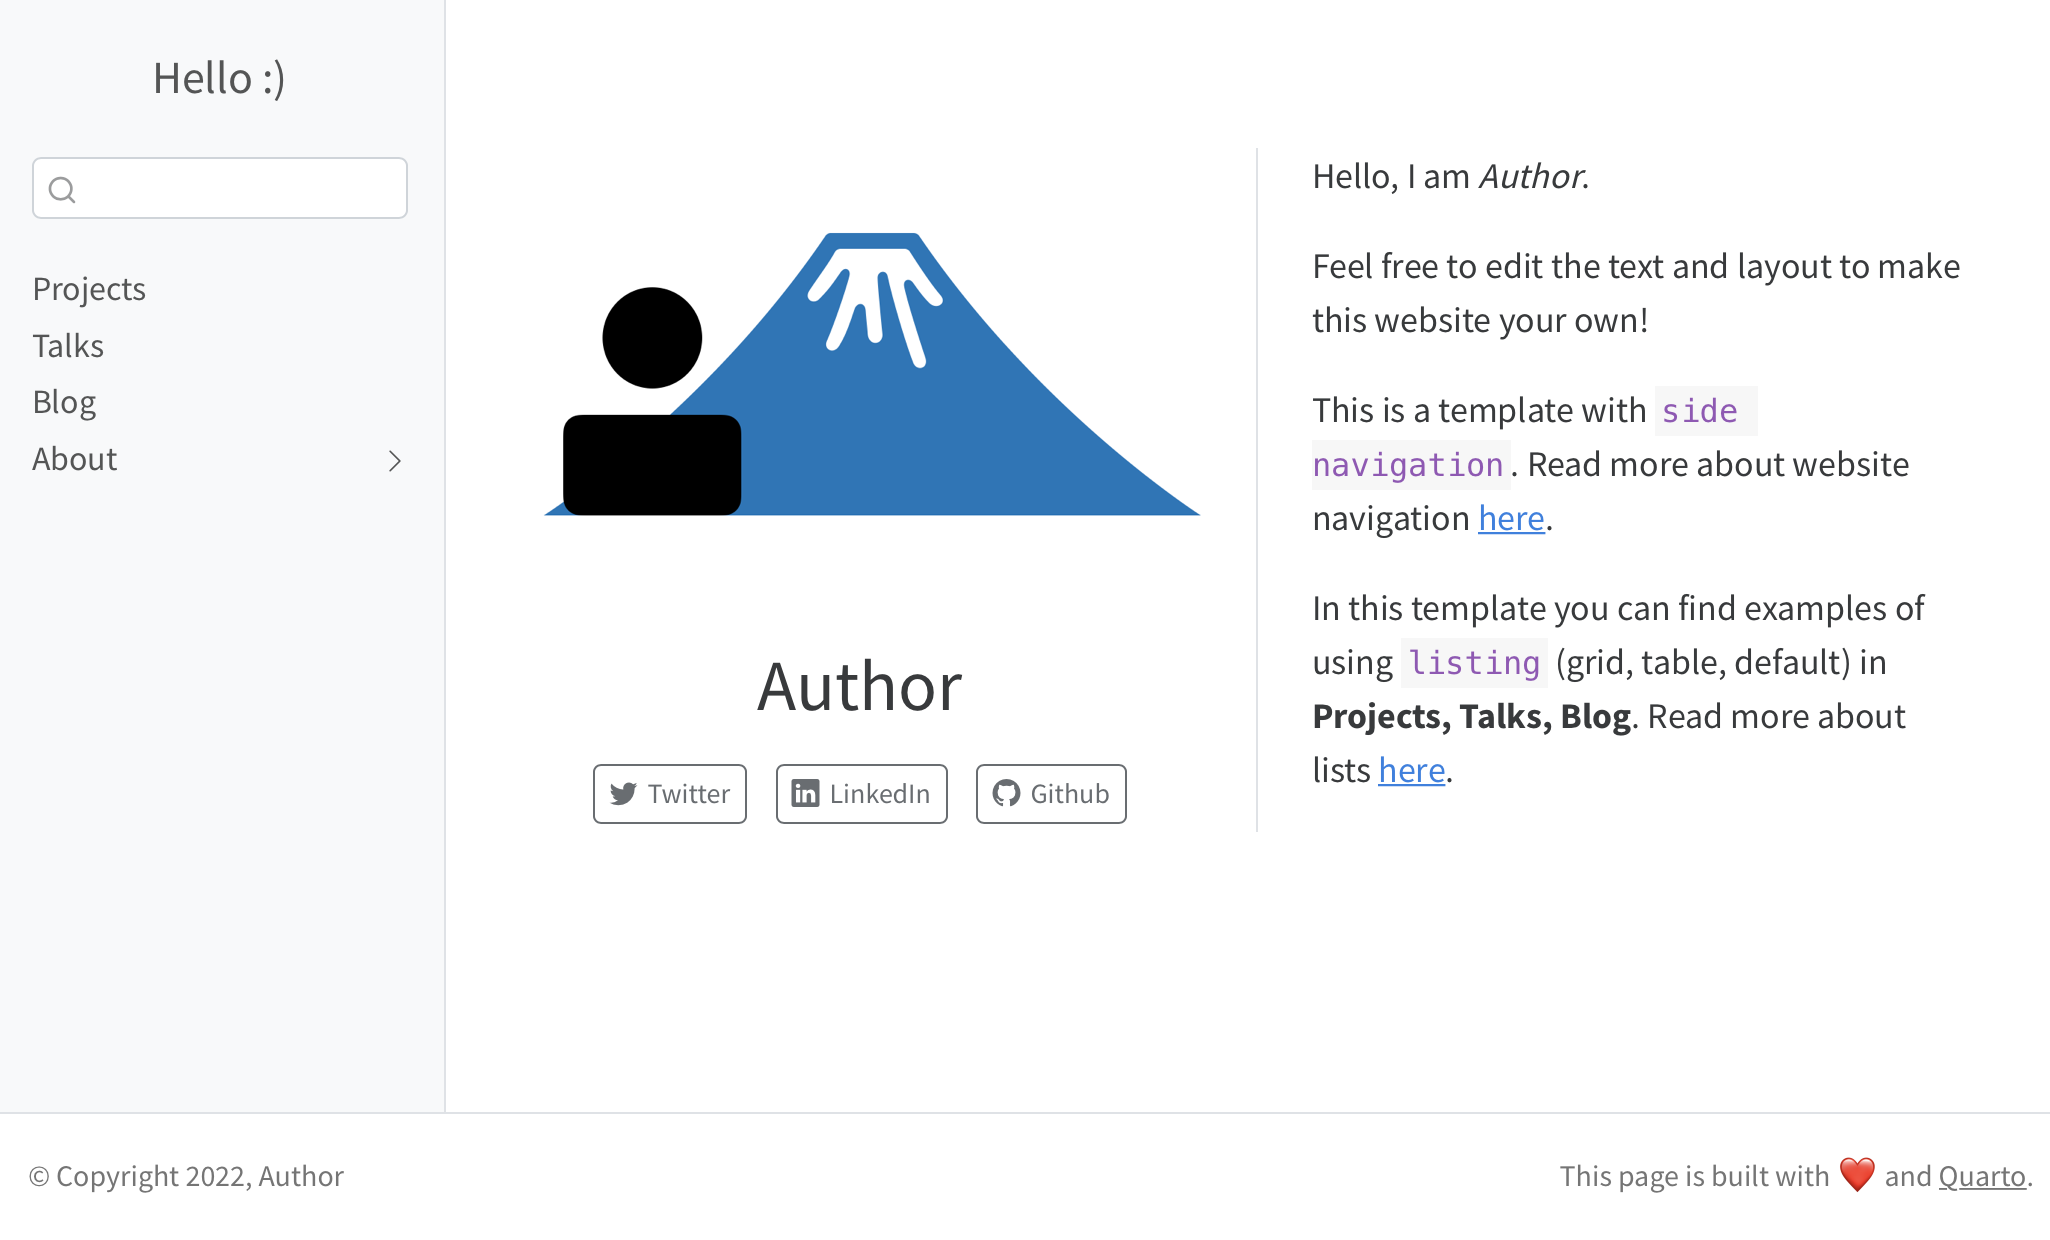 Hello :)
Projects
Talks
Blog
About
Author
Twitter
LinkedIn
Github
Hello, I am Author.
Feel free to edit the text and layout to make
this website your own!
This is a template with side
navigation. Read more about website
navigation here.
In this template you can find examples of
using listing (grid, table, default) in
Projects, Talks, Blog. Read more about
lists here.
© Copyright 2022, Author
This page is built with ❤️ and Quarto.